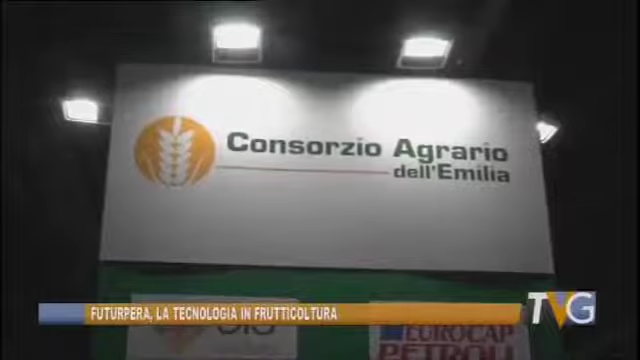 Consorzio Agrario
dell'Emilia
FUTURPERA, LA TECNOLOGIA IN FRUTTICOLTURA
TVG
EUROCAP
PETROLI